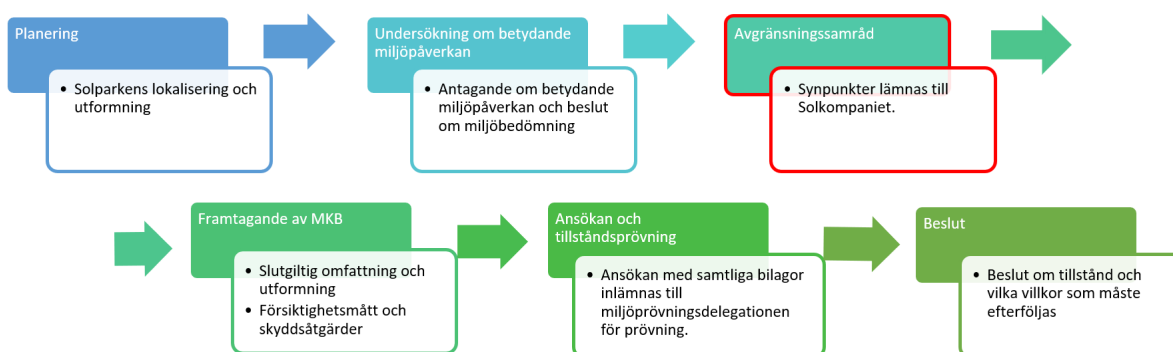 Planering
• Solparkens lokalisering och
utformning
Undersökning om betydande
miljöpåverkan
• Antagande om betydande
miljöpåverkan och beslut
om miljöbedömning
Avgränsningssamråd
• Synpunkter lämnas till
Solkompaniet.
Framtagande av MKB
• Slutgiltig omfattning och
utformning
• Försiktighetsmått och
skyddsåtgärder
Ansökan och
tillståndsprövning
• Ansökan med samtliga bilagor
inlämnas till
miljöprövningsdelegationen
för prövning.
Beslut
• Beslut om tillstånd och
vilka villkor som måste
efterföljas